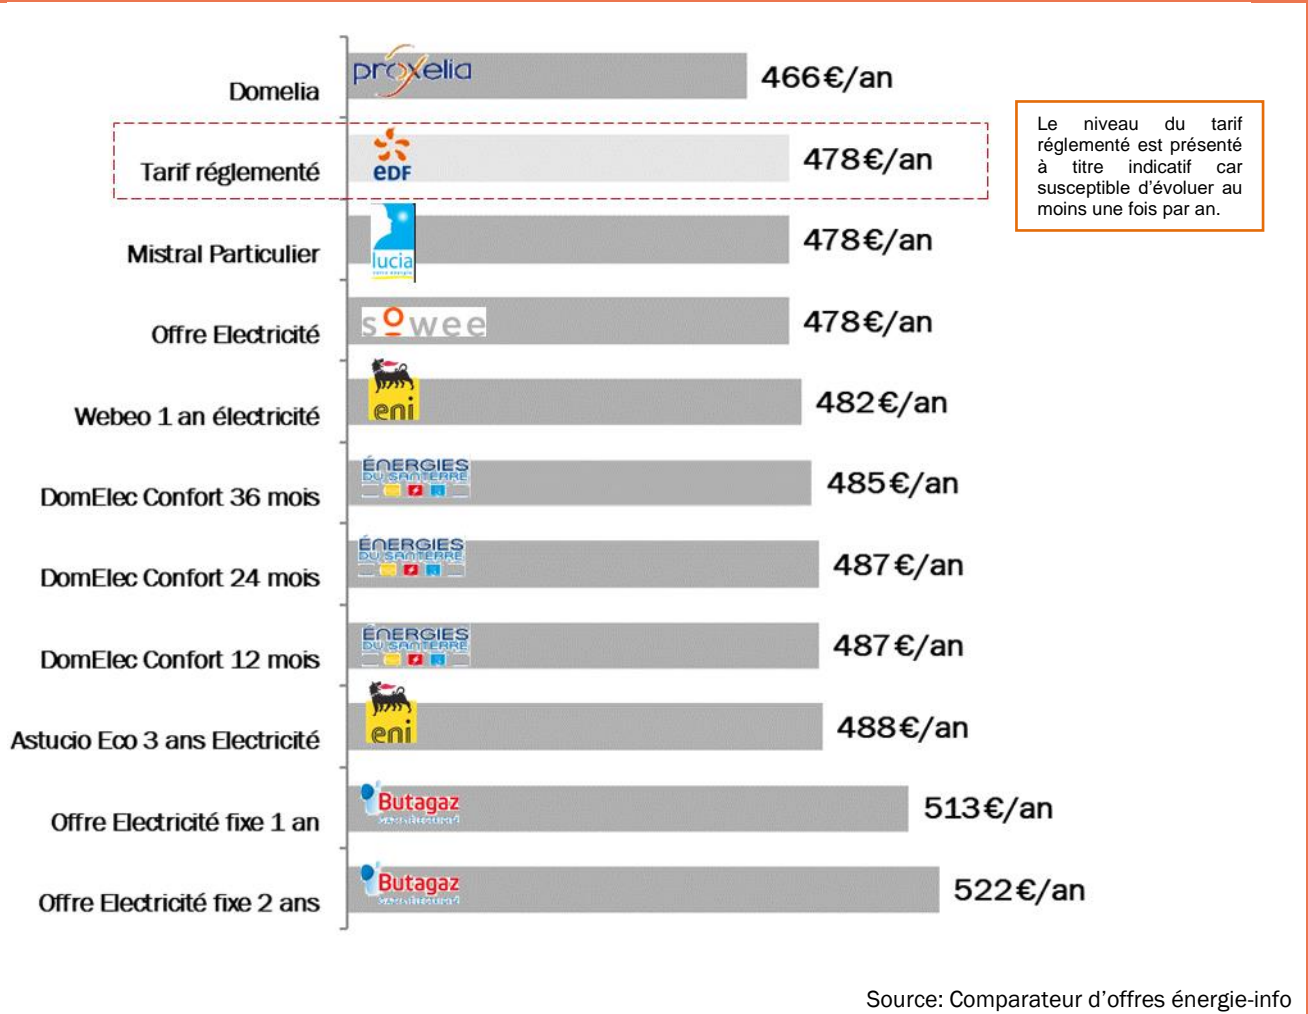 Domelia
proxelia
466€/an
Tarif réglementé
eDF
478€/an
Le niveau du tarif
réglementé est présenté
à titre indicatif car
susceptible d'évoluer au
moins une fois par an.
Mistral Particulier
lucia
478€/an
Offre Electricité
sowee
478€/an
Webeo 1 an électricité
eni
482€/an
DomElec Confort 36 mois
ÉNERGIES
DU SANTERRE
485€/an
DomElec Confort 24 mois
ÉNERGIES
DU SANTERRE
487€/an
DomElec Confort 12 mois
ÉNERGIES
DU SANTERRE
487€/an
Astucio Eco 3 ans Electricité
eni
488€/an
Offre Electricité fixe 1 an
Butagaz
513€/an
Offre Electricité fixe 2 ans
Butagaz
522€/an
Source: Comparateur d'offres énergie-info